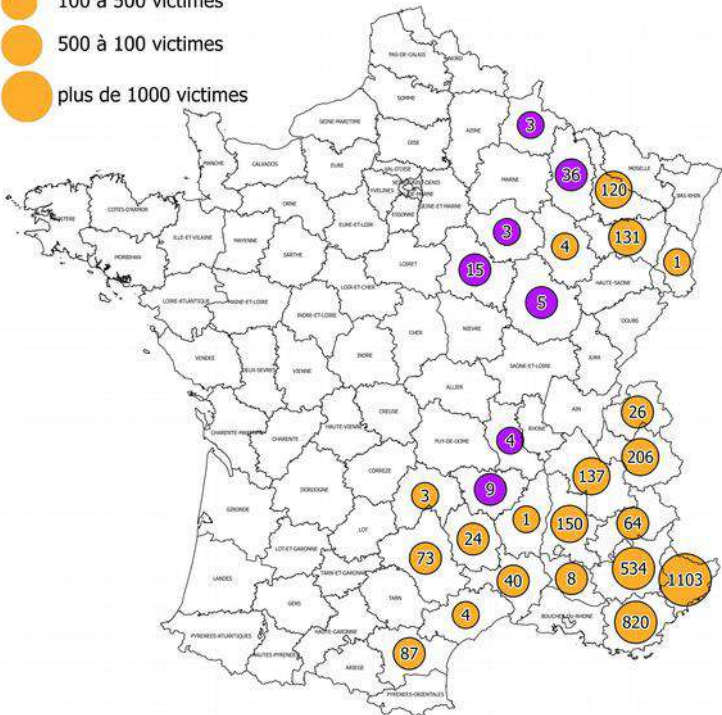 100 à 500 victimes
500 à 100 victimes
plus de 1000 victimes
PAS-DE-CALAIS
NORD
SOMME
SEINE-MARITIME
AISNE
OISE
3
MANCHE
CALVADOS
EURE
VAL-D'OISE
MARNE
36
MOSELLE
120
BAS-RHIN
YVELINES
ESSONNE
SEINE-ET-MARNE
ORNE
COTES-D'ARMOR
FINISTERE
EURE-ET-LOIR
3
4
131
1
ILLE-ET-VILAINE
MAYENNE
MORBIHAN
SARTHE
LOIRET
15
HAUTE-SAONE
LOIR-ET-CHER
5
LOIRE-ATLANTIQUE
MAINE-ET-LOIRE
INDRE-ET-LOIRE
CHER
NIEVRE
DOUBS
VENDEE
DEUX-SEVRES
VIENNE
INDRE
SAONE-ET-LOIRE
JURA
ALLIER
AIN
26
CREUSE
HAUTE-VIENNE
CHARENTE-MARITIME
CHARENTE
PUY-DE-DOME
4
RHONE
206
CORREZE
137
DORDOGNE
3
9
GIRONDE
1
150
64
LOT
24
LOT-ET-GARONNE
73
534
1103
LANDES
TARN-ET-GARONNE
40
8
TARN
GERS
4
BOUCHES-DU-RHONE
820
PYRENEES-ATLANTIQUES
HAUTE-GARONNE
HAUTES-PYRENEES
87
ARIEGE
PYRENEES-ORIENTALES